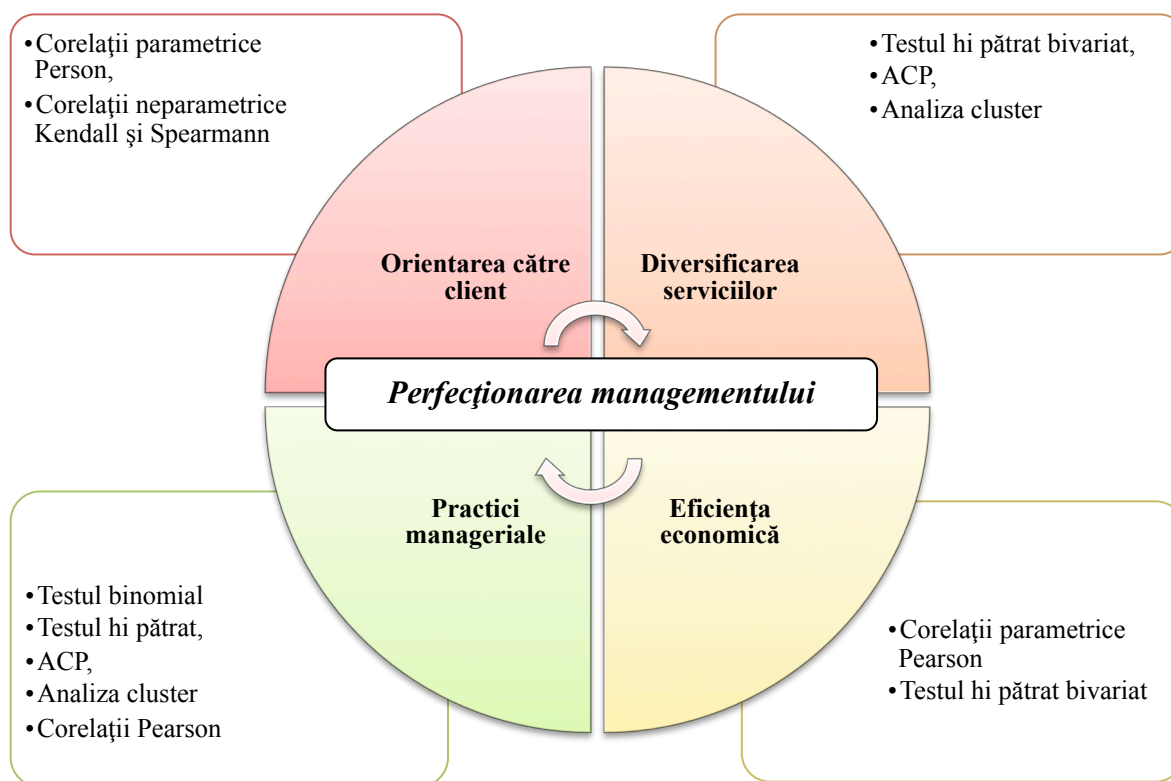 •Corelaţii parametrice
Person,
•Corelaţii neparametrice
Kendall şi Spearmann
•Testul hi pătrat bivariat,
•ACP,
•Analiza cluster
Orientarea către
client
Diversificarea
serviciilor
Perfecţionarea managementului
Practici
manageriale
Eficienţa
economică
•Testul binomial
•Testul hi pătrat,
•ACP,
•Analiza cluster
•Corelaţii Pearson
•Corelaţii parametrice
Pearson
•Testul hi pătrat bivariat